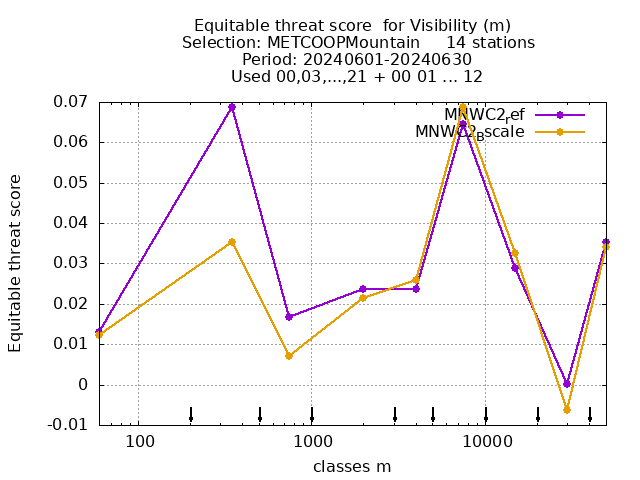 Equitable threat score  for Visibility (m)
Selection: METCOOPMountain     14 stations
Period: 20240601-20240630
Used 00,03,...,21 + 00 01 ... 12
MNWC2ref
MNWC2Bscale
0.07
0.06
0.05
0.04
0.03
0.02
0.01
0
-0.01
Equitable threat score
100 1000 10000
classes m